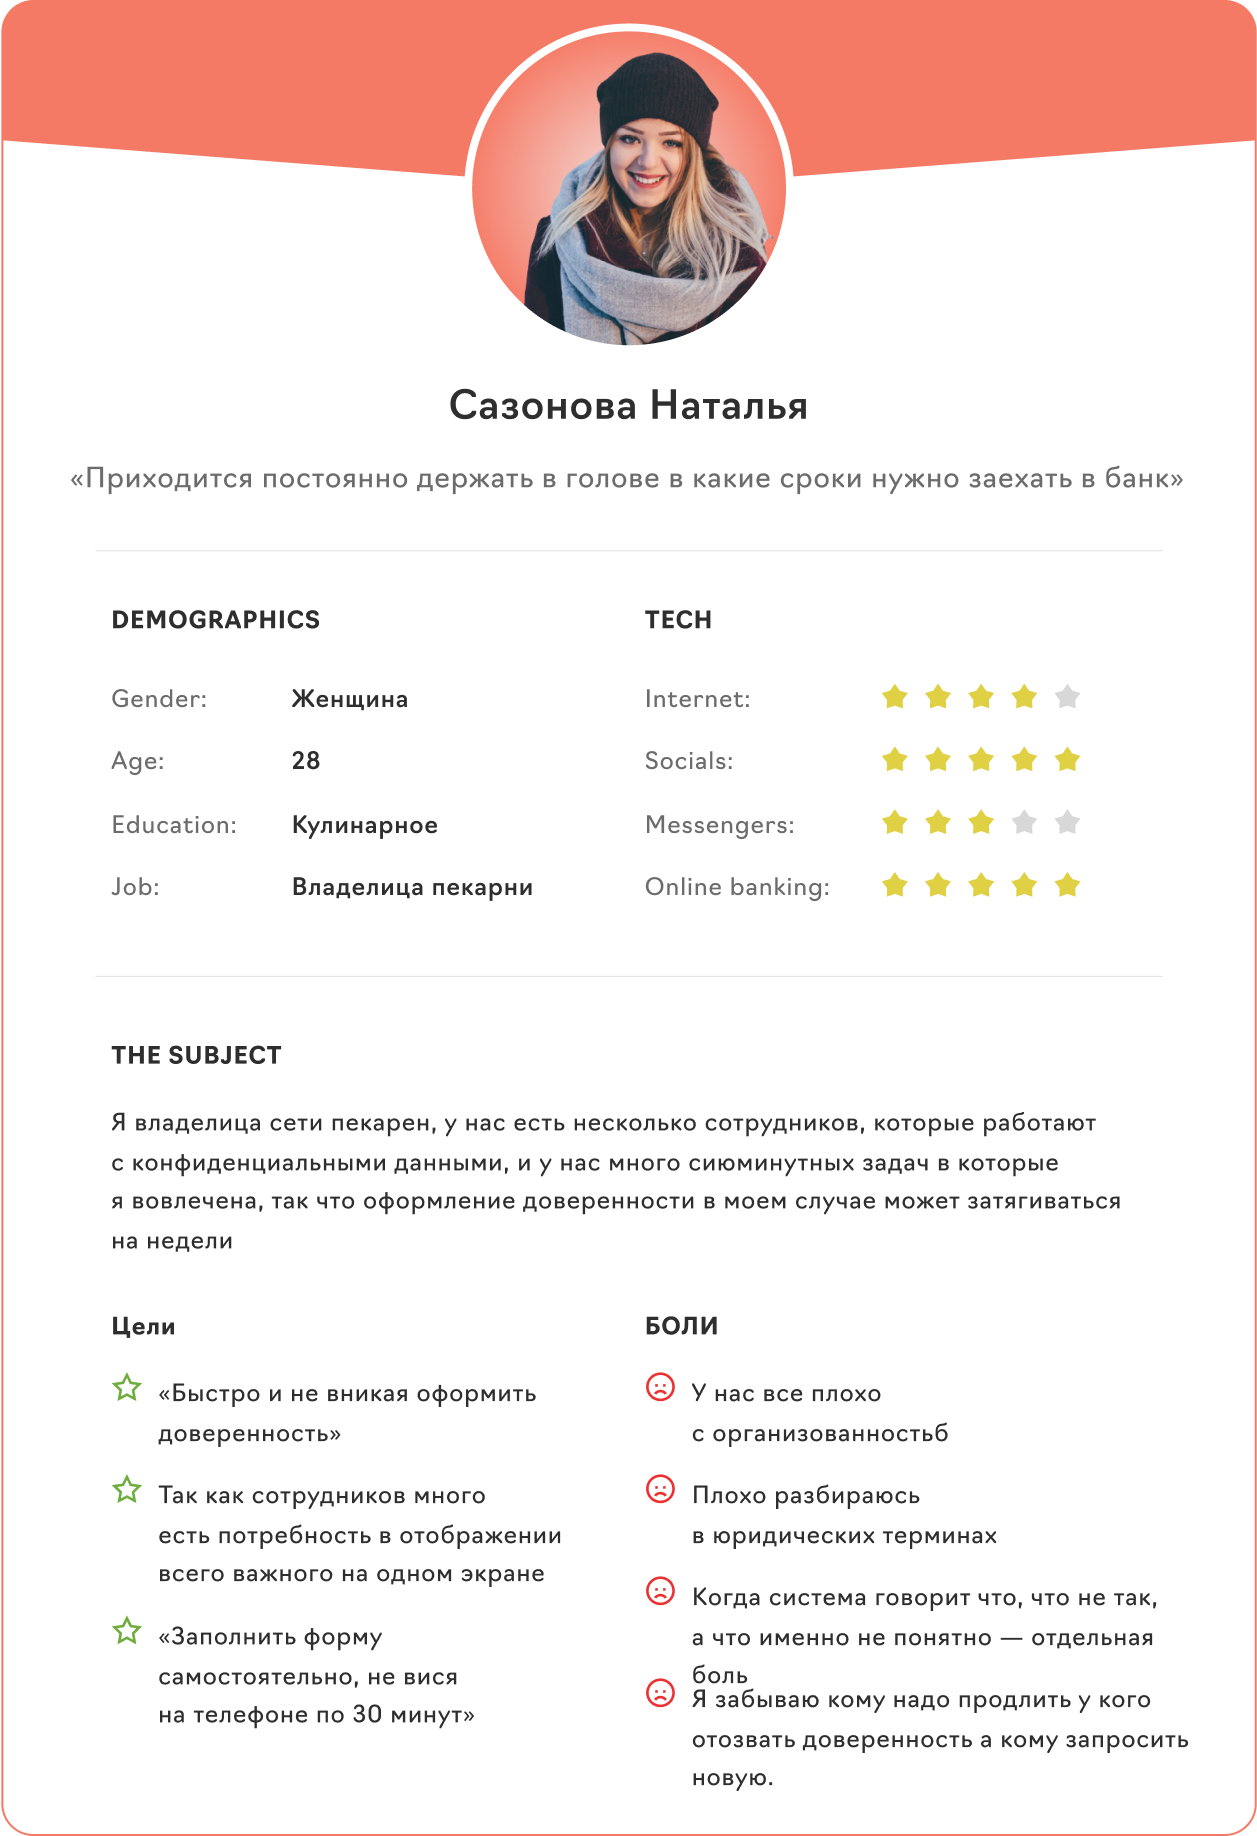 Сазонова Наталья
«Приходится постоянно держать в голове в какие сроки нужно заехать в банк»
DEMOGRAPHICS
Gender: Женщина
Age: 28
Education: Кулинарное
Job: Владелица пекарни
TECH
Internet:
Socials:
Messengers:
Online banking:
THE SUBJECT
Я владелица сети пекарен, у нас есть несколько сотрудников, которые работают
с конфиденциальными данными, и у нас много сиюминутных задач в которые
я вовлечена, так что оформление доверенности в моем случае может затягиваться
на недели
Цели
«Быстро и не вникая оформить
доверенность»
Так как сотрудников много
есть потребность в отображении
всего важного на одном экране
«Заполнить форму
самостоятельно, не вися
на телефоне по 30 минут»
БОЛИ
У нас все плохо
с организованностьб
Плохо разбираюсь
в юридических терминах
Когда система говорит что, что не так,
а что именно не понятно — отдельная
боль
Я забываю кому надо продлить у кого
отозвать доверенность а кому запросить
новую.